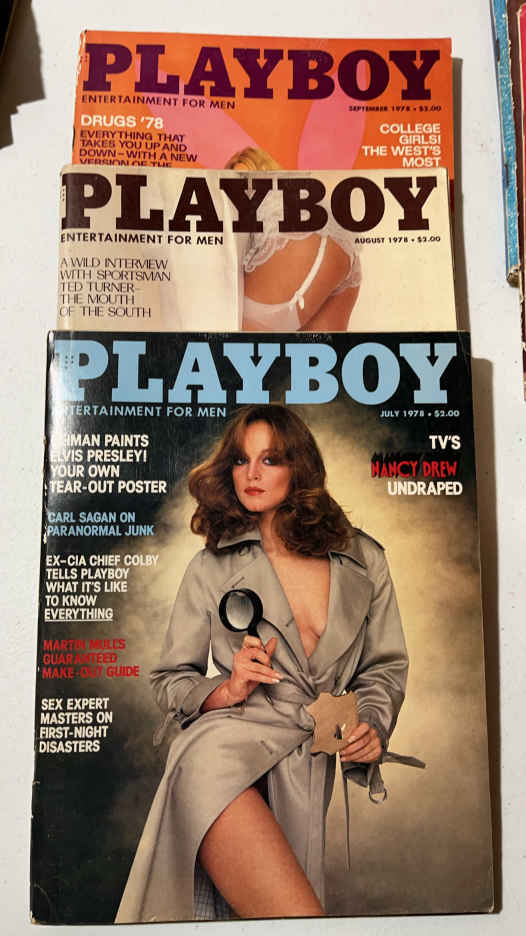 PLAYBOY
ENTERTAINMENT FOR MEN
SEPTEMBER 1978 • $2.00
DRUGS '78
EVERYTHING THAT
TAKES YOU UP AND
DOWN–WITH A NEW
VERSION OF THE
COLLEGE
GIRLS!
THE WEST'S
MOST
PLAYBOY
ENTERTAINMENT FOR MEN
AUGUST 1978 • $2.00
A WILD INTERVIEW
WITH SPORTSMAN
TED TURNER–
THE MOUTH
OF THE SOUTH
PLAYBOY
ENTERTAINMENT FOR MEN
JULY 1978 • $2.00
PAINTS
ELVIS PRESLEY!
YOUR OWN
TEAR-OUT POSTER
CARL SAGAN ON
PARANORMAL JUNK
EX–CIA CHIEF COLBY
TELLS PLAYBOY
WHAT IT'S LIKE
TO KNOW
EVERYTHING
MARTIN MULL'S
GUARANTEED
MAKE-OUT GUIDE
SEX EXPERT
MASTERS ON
FIRST-NIGHT
DISASTERS
TV'S
NANCY DREW
UNDRAPED